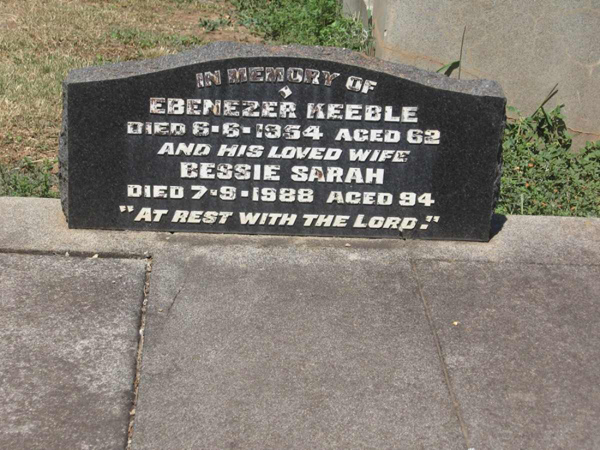 IN MEMORY OF
EBENEZER KEEBLE
DIED 6-6-1954 AGED 62
AND HIS LOVED WIFE
BESSIE SARAH
DIED 7-9-1988 AGED 94
"AT REST WITH THE LORD."